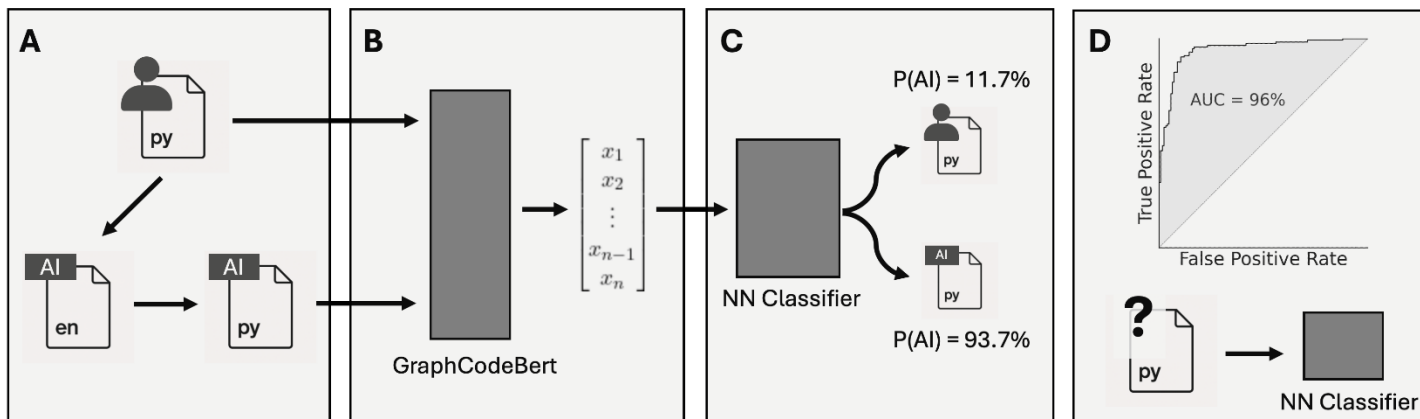 A
py
AI
en
AI
py
B
GraphCodeBert
x₁
x₂
⋮
xₙ₋₁
xₙ
C
NN Classifier
P(AI) = 11.7%
py
AI
py
P(AI) = 93.7%
D
True Positive Rate
AUC = 96%
False Positive Rate
?
py
NN Classifier